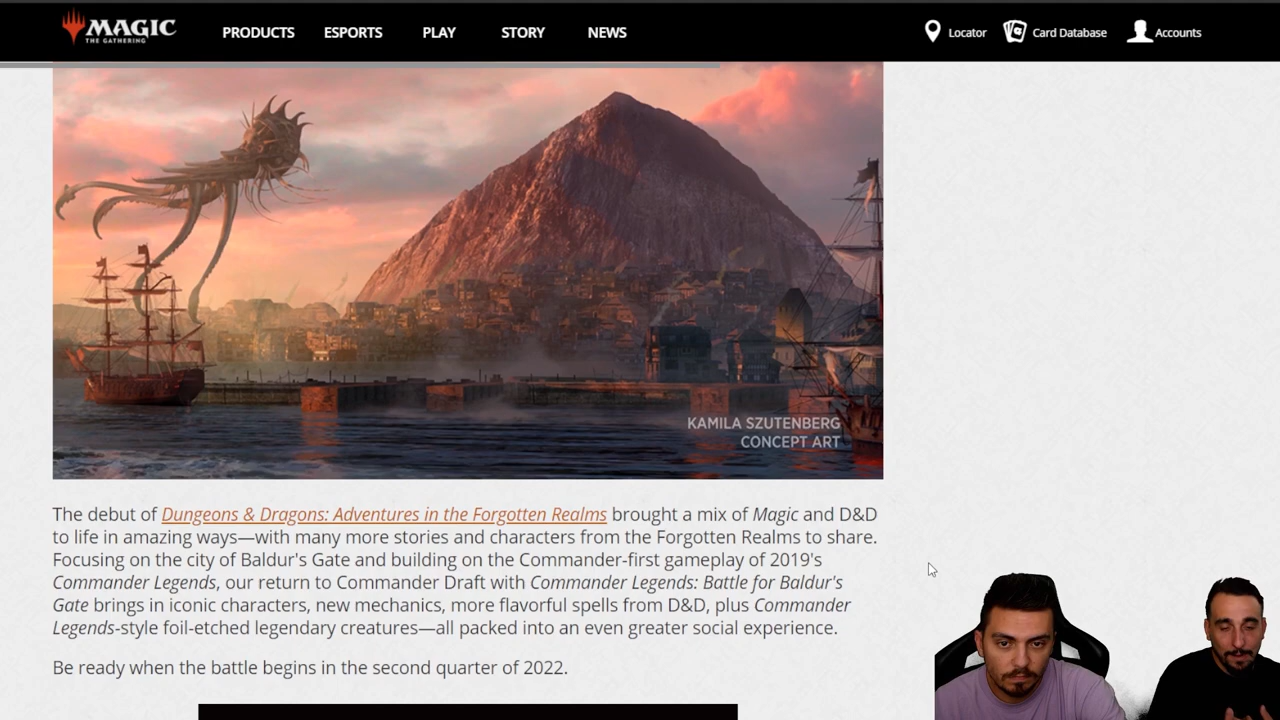 MAGIC
THE GATHERING
PRODUCTS ESPORTS PLAY STORY NEWS Locator Card Database Accounts
KAMILA SZUTENBERG
CONCEPT ART
The debut of Dungeons & Dragons: Adventures in the Forgotten Realms brought a mix of Magic and D&D
to life in amazing ways—with many more stories and characters from the Forgotten Realms to share.
Focusing on the city of Baldur's Gate and building on the Commander-first gameplay of 2019's
Commander Legends, our return to Commander Draft with Commander Legends: Battle for Baldur's
Gate brings in iconic characters, new mechanics, more flavorful spells from D&D, plus Commander
Legends-style foil-etched legendary creatures—all packed into an even greater social experience.
Be ready when the battle begins in the second quarter of 2022.